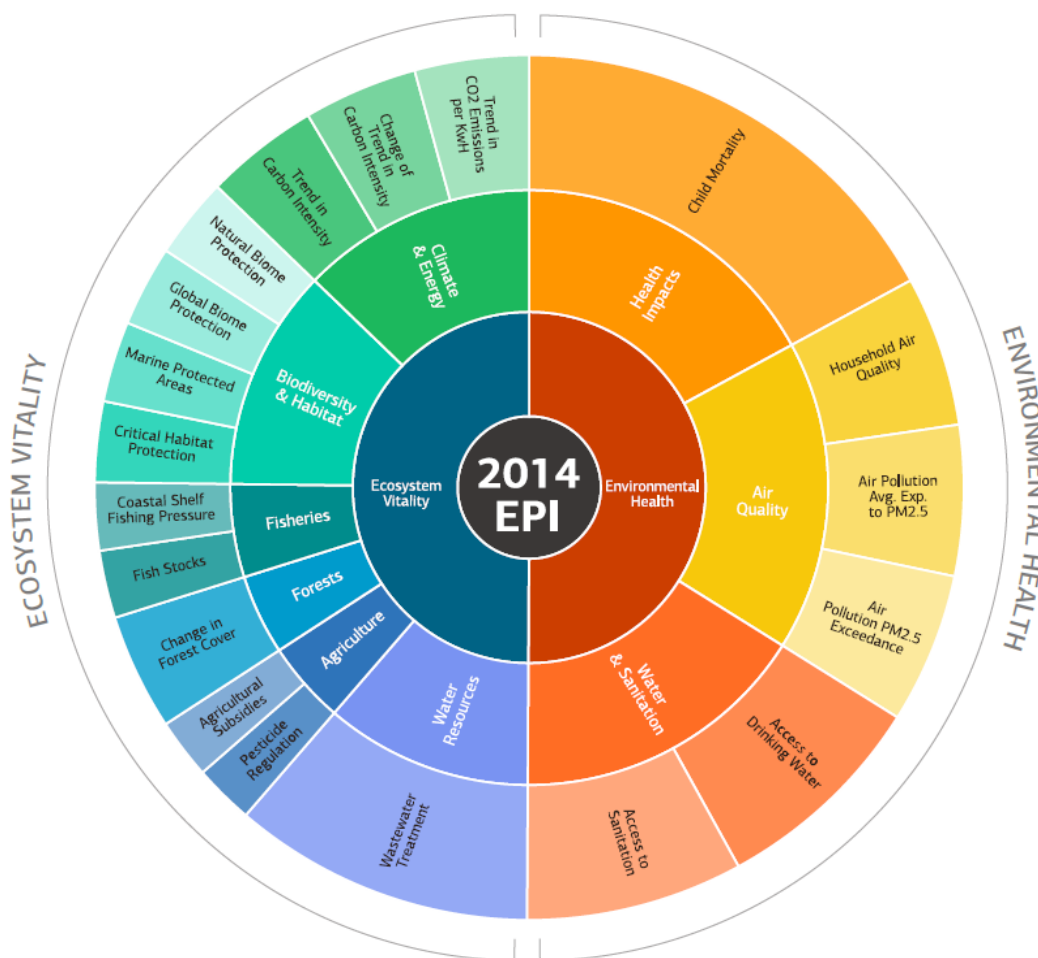 ECOSYSTEM VITALITY
ENVIRONMENTAL HEALTH
2014
EPI
Ecosystem
Vitality
Environmental
Health
Climate
& Energy
Biodiversity
& Habitat
Fisheries
Forests
Agriculture
Water
Resources
Health
Impacts
Air
Quality
Water
& Sanitation
Trend in
CO2 Emissions
per KwH
Change of
Trend in
Carbon Intensity
Trend in
Carbon Intensity
Natural Biome
Protection
Global Biome
Protection
Marine Protected
Areas
Critical Habitat
Protection
Coastal Shelf
Fishing Pressure
Fish Stocks
Change in
Forest Cover
Agricultural
Subsidies
Pesticide
Regulation
Wastewater
Treatment
Child Mortality
Household Air
Quality
Air Pollution
Avg. Exp.
to PM2.5
Air
Pollution PM2.5
Exceedance
Access to
Drinking Water
Access to
Sanitation